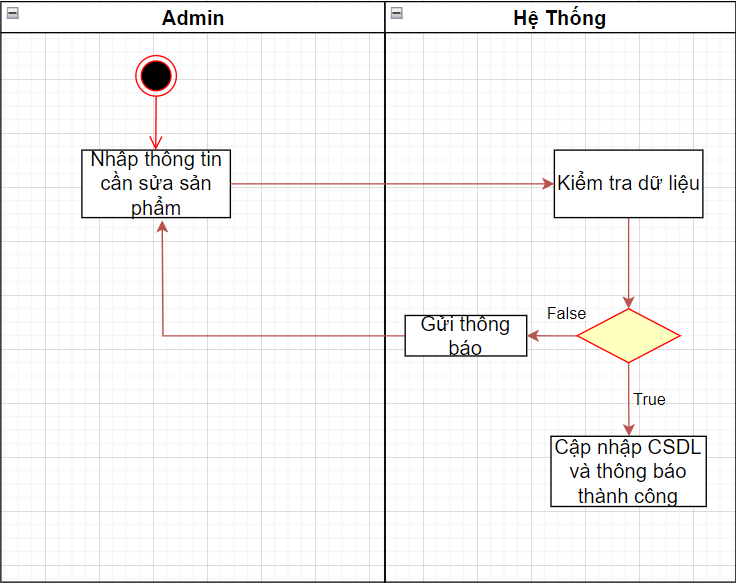 Admin
Hệ Thống
Nhâp thông tin
cần sửa sản
phẩm
Kiểm tra dữ liệu
Gửi thông
báo
False
True
Cập nhập CSDL
và thông báo
thành công